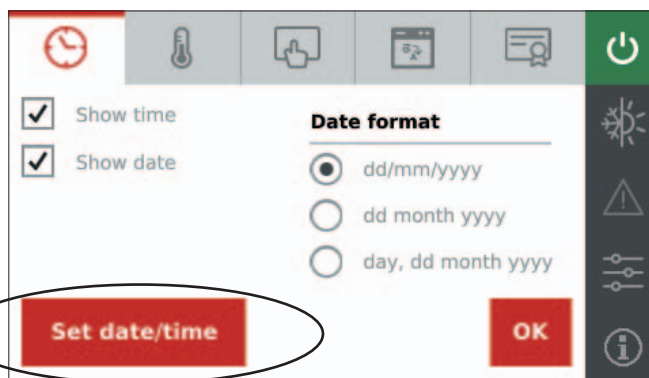 Show time
Show date
Date format
dd/mm/yyyy
dd month yyyy
day, dd month yyyy
Set date/time
OK